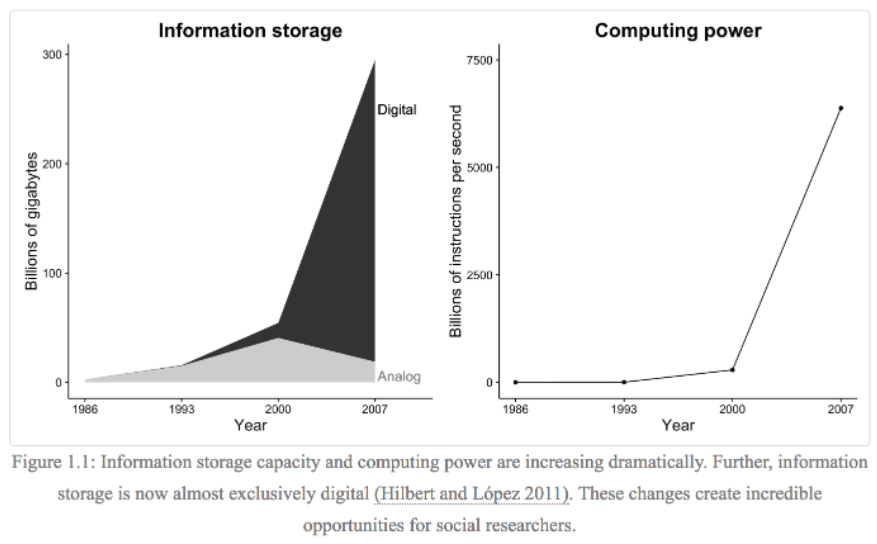 Information storage
300
200
100
0
Billions of gigabytes
Digital
Analog
1986 1993 2000 2007
Year
Computing power
7500
5000
2500
0
Billions of instructions per second
1986 1993 2000 2007
Year
Figure 1.1: Information storage capacity and computing power are increasing dramatically. Further, information
storage is now almost exclusively digital (Hilbert and López 2011). These changes create incredible
opportunities for social researchers.